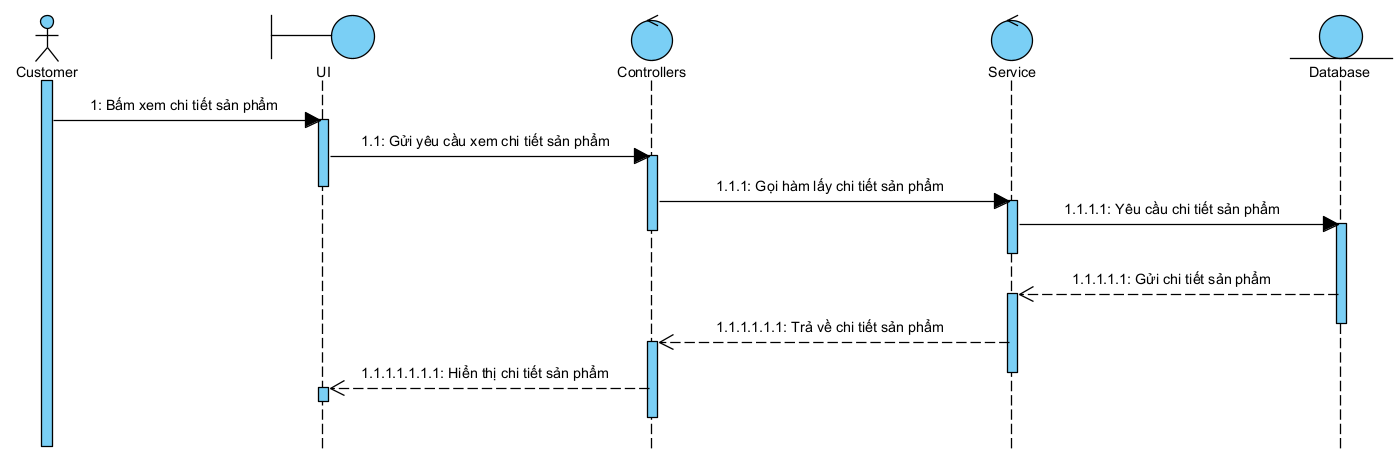 Customer
UI
Controllers
Service
Database
1: Bấm xem chi tiết sản phẩm
1.1: Gửi yêu cầu xem chi tiết sản phẩm
1.1.1: Gọi hàm lấy chi tiết sản phẩm
1.1.1.1: Yêu cầu chi tiết sản phẩm
1.1.1.1.1: Gửi chi tiết sản phẩm
1.1.1.1.1.1: Trả về chi tiết sản phẩm
1.1.1.1.1.1.1: Hiển thị chi tiết sản phẩm